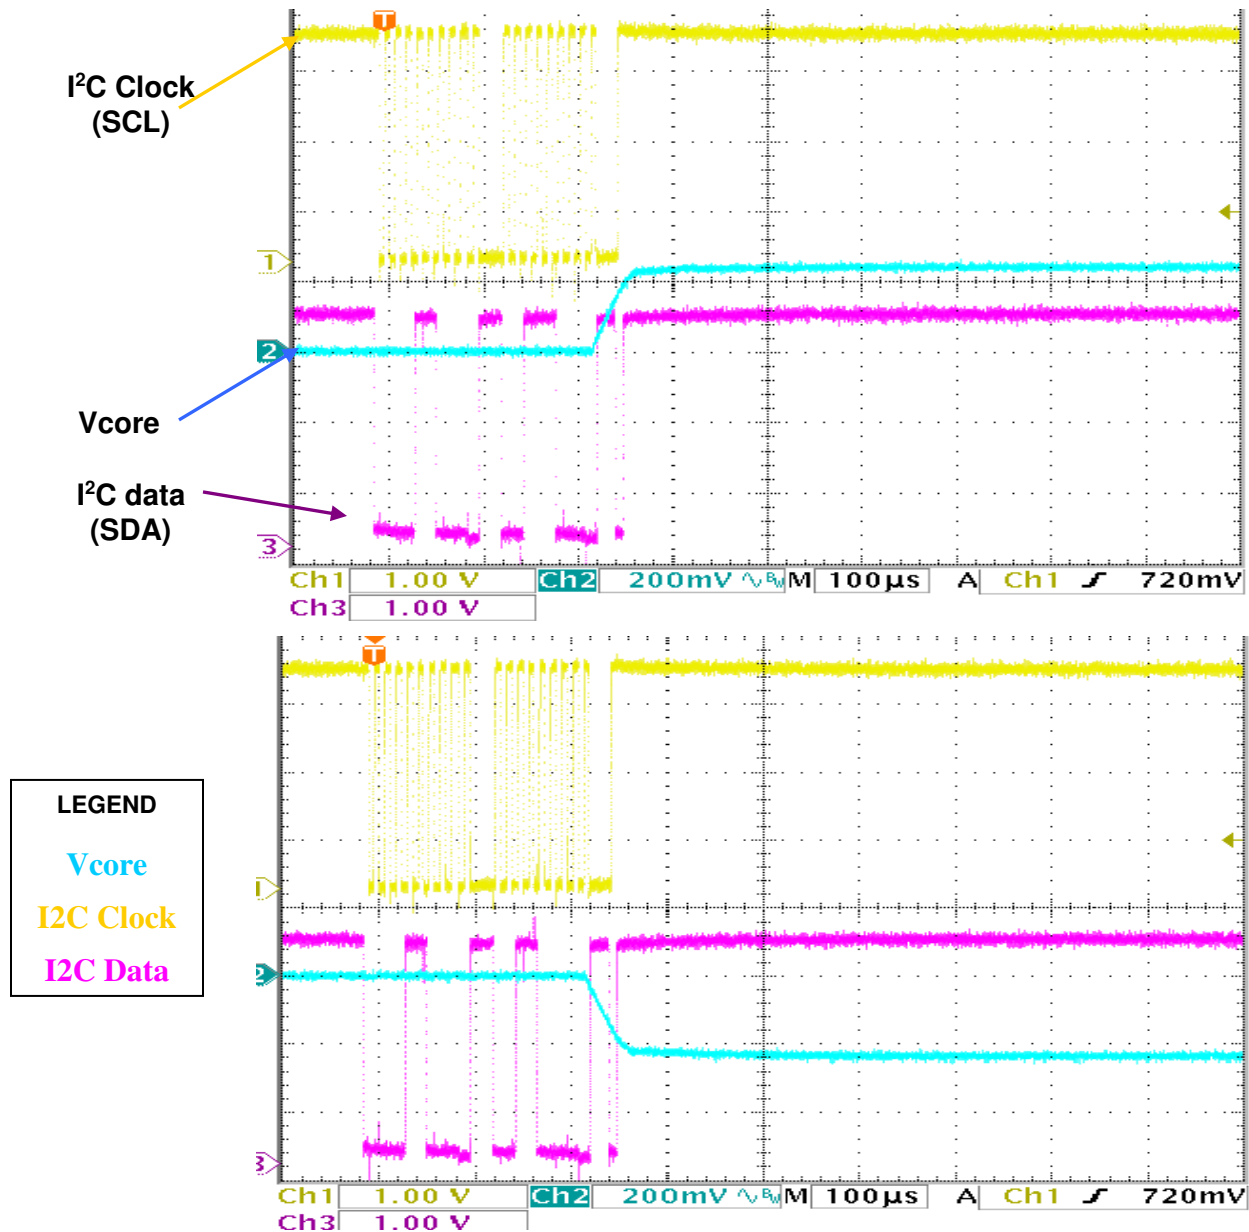 T
I²C Clock
(SCL)
1
2
Vcore
I²C data
(SDA)
3
Ch1 1.00 V Ch2 200mV ∿ Bw M 100µs A Ch1 ƒ 720mV
Ch3 1.00 V
T
LEGEND
Vcore
I2C Clock
I2C Data
1
2
3
Ch1 1.00 V Ch2 200mV ∿ Bw M 100µs A Ch1 ƒ 720mV
Ch3 1.00 V